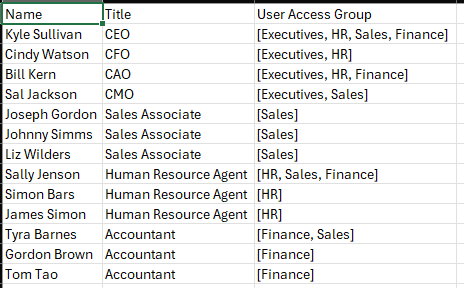 Name Title User Access Group
Kyle Sullivan CEO [Executives, HR, Sales, Finance]
Cindy Watson CFO [Executives, HR]
Bill Kern CAO [Executives, HR, Finance]
Sal Jackson CMO [Executives, Sales]
Joseph Gordon Sales Associate [Sales]
Johnny Simms Sales Associate [Sales]
Liz Wilders Sales Associate [Sales]
Sally Jenson Human Resource Agent [HR, Sales, Finance]
Simon Bars Human Resource Agent [HR]
James Simon Human Resource Agent [HR]
Tyra Barnes Accountant [Finance, Sales]
Gordon Brown Accountant [Finance]
Tom Tao Accountant [Finance]